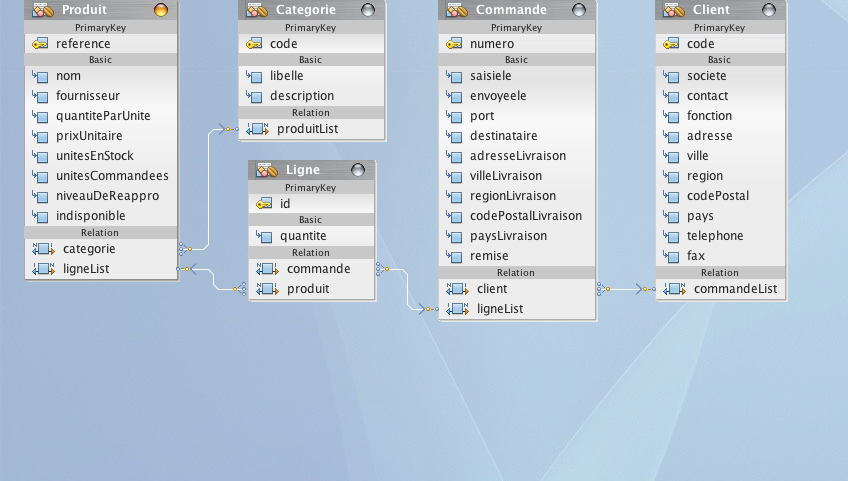 Produit
PrimaryKey
reference
Basic
nom
fournisseur
quantiteParUnite
prixUnitaire
unitesEnStock
unitesCommandees
niveauDeReappro
indisponible
Relation
categorie
ligneList
Categorie
PrimaryKey
code
Basic
libelle
description
Relation
produitList
Ligne
PrimaryKey
id
Basic
quantite
Relation
commande
produit
Commande
PrimaryKey
numero
Basic
saisiele
envoyeele
port
destinataire
adresseLivraison
villeLivraison
regionLivraison
codePostalLivraison
paysLivraison
remise
Relation
client
ligneList
Client
PrimaryKey
code
Basic
societe
contact
fonction
adresse
ville
region
codePostal
pays
telephone
fax
Relation
commandeList